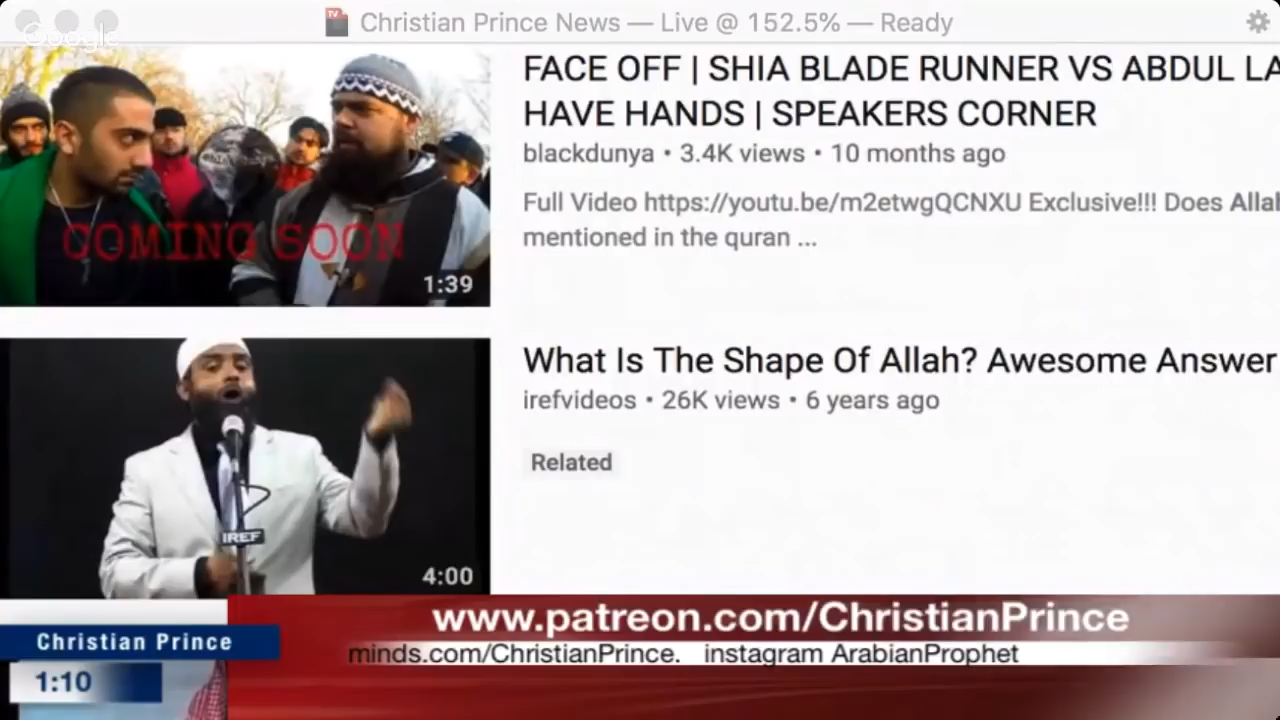 Christian Prince News — Live @ 152.5% — Ready
Google
FACE OFF | SHIA BLADE RUNNER VS ABDUL LA
HAVE HANDS | SPEAKERS CORNER
blackdunya • 3.4K views • 10 months ago
Full Video https://youtu.be/m2etwgQCNXU Exclusive!!! Does Allah
mentioned in the quran ...
COMING SOON
1:39
What Is The Shape Of Allah? Awesome Answer
irefvideos • 26K views • 6 years ago
Related
IREF
4:00
www.patreon.com/ChristianPrince
Christian Prince
minds.com/ChristianPrince. instagram ArabianProphet
1:10